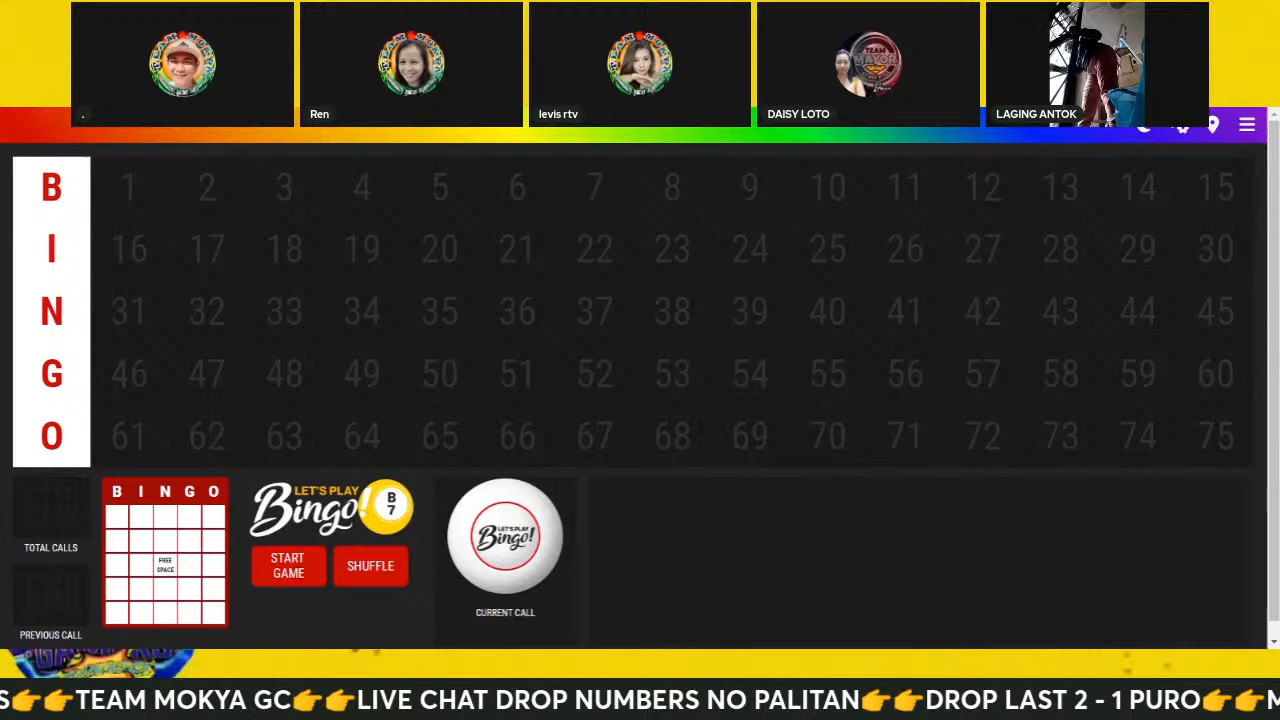 .
Ren
levis rtv
DAISY LOTO
LAGING ANTOK
B 1 2 3 4 5 6 7 8 9 10 11 12 13 14 15
I 16 17 18 19 20 21 22 23 24 25 26 27 28 29 30
N 31 32 33 34 35 36 37 38 39 40 41 42 43 44 45
G 46 47 48 49 50 51 52 53 54 55 56 57 58 59 60
O 61 62 63 64 65 66 67 68 69 70 71 72 73 74 75
TOTAL CALLS
PREVIOUS CALL
B I N G O
FREE
SPACE
LET'S PLAY
Bingo!
B
7
START
GAME
SHUFFLE
LET'S PLAY
Bingo!
CURRENT CALL
S👉👉TEAM MOKYA GC👉👉LIVE CHAT DROP NUMBERS NO PALITAN👉👉DROP LAST 2 - 1 PURO👉👉M